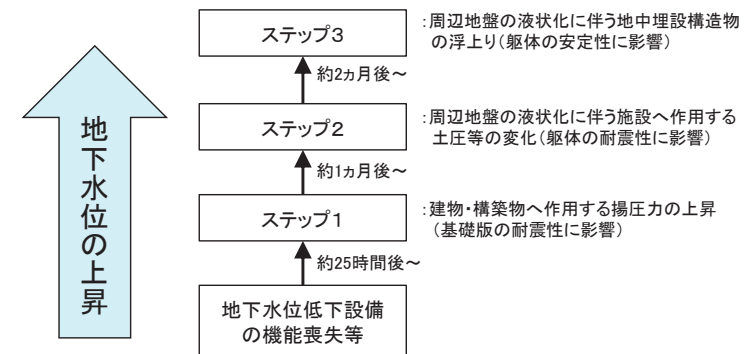 地下水位の上昇
ステップ3
:周辺地盤の液状化に伴う地中埋設構造物
の浮上り(躯体の安定性に影響)
約2ヵ月後~
ステップ2
:周辺地盤の液状化に伴う施設へ作用する
土圧等の変化(躯体の耐震性に影響)
約1ヵ月後~
ステップ1
:建物・構築物へ作用する揚圧力の上昇
(基礎版の耐震性に影響)
約25時間後~
地下水位低下設備
の機能喪失等